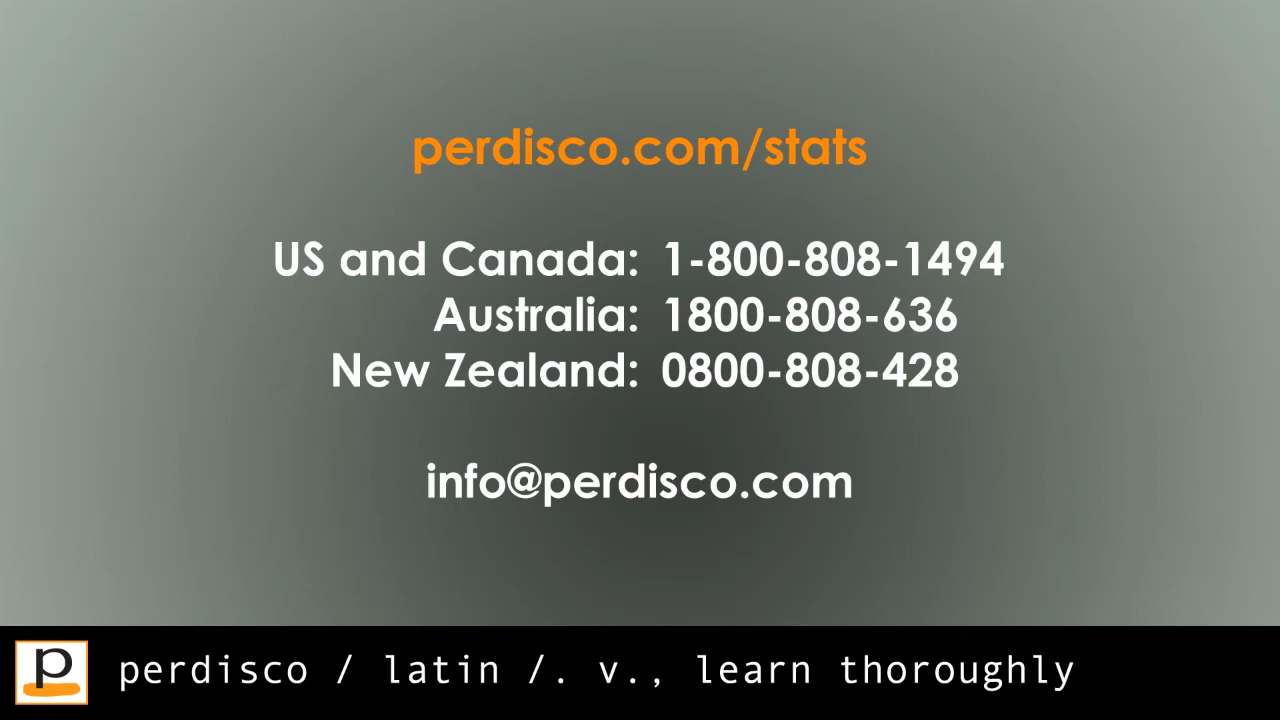 perdisco.com/stats
US and Canada: 1-800-808-1494
Australia: 1800-808-636
New Zealand: 0800-808-428
info@perdisco.com
p
perdisco / latin /. v., learn thoroughly